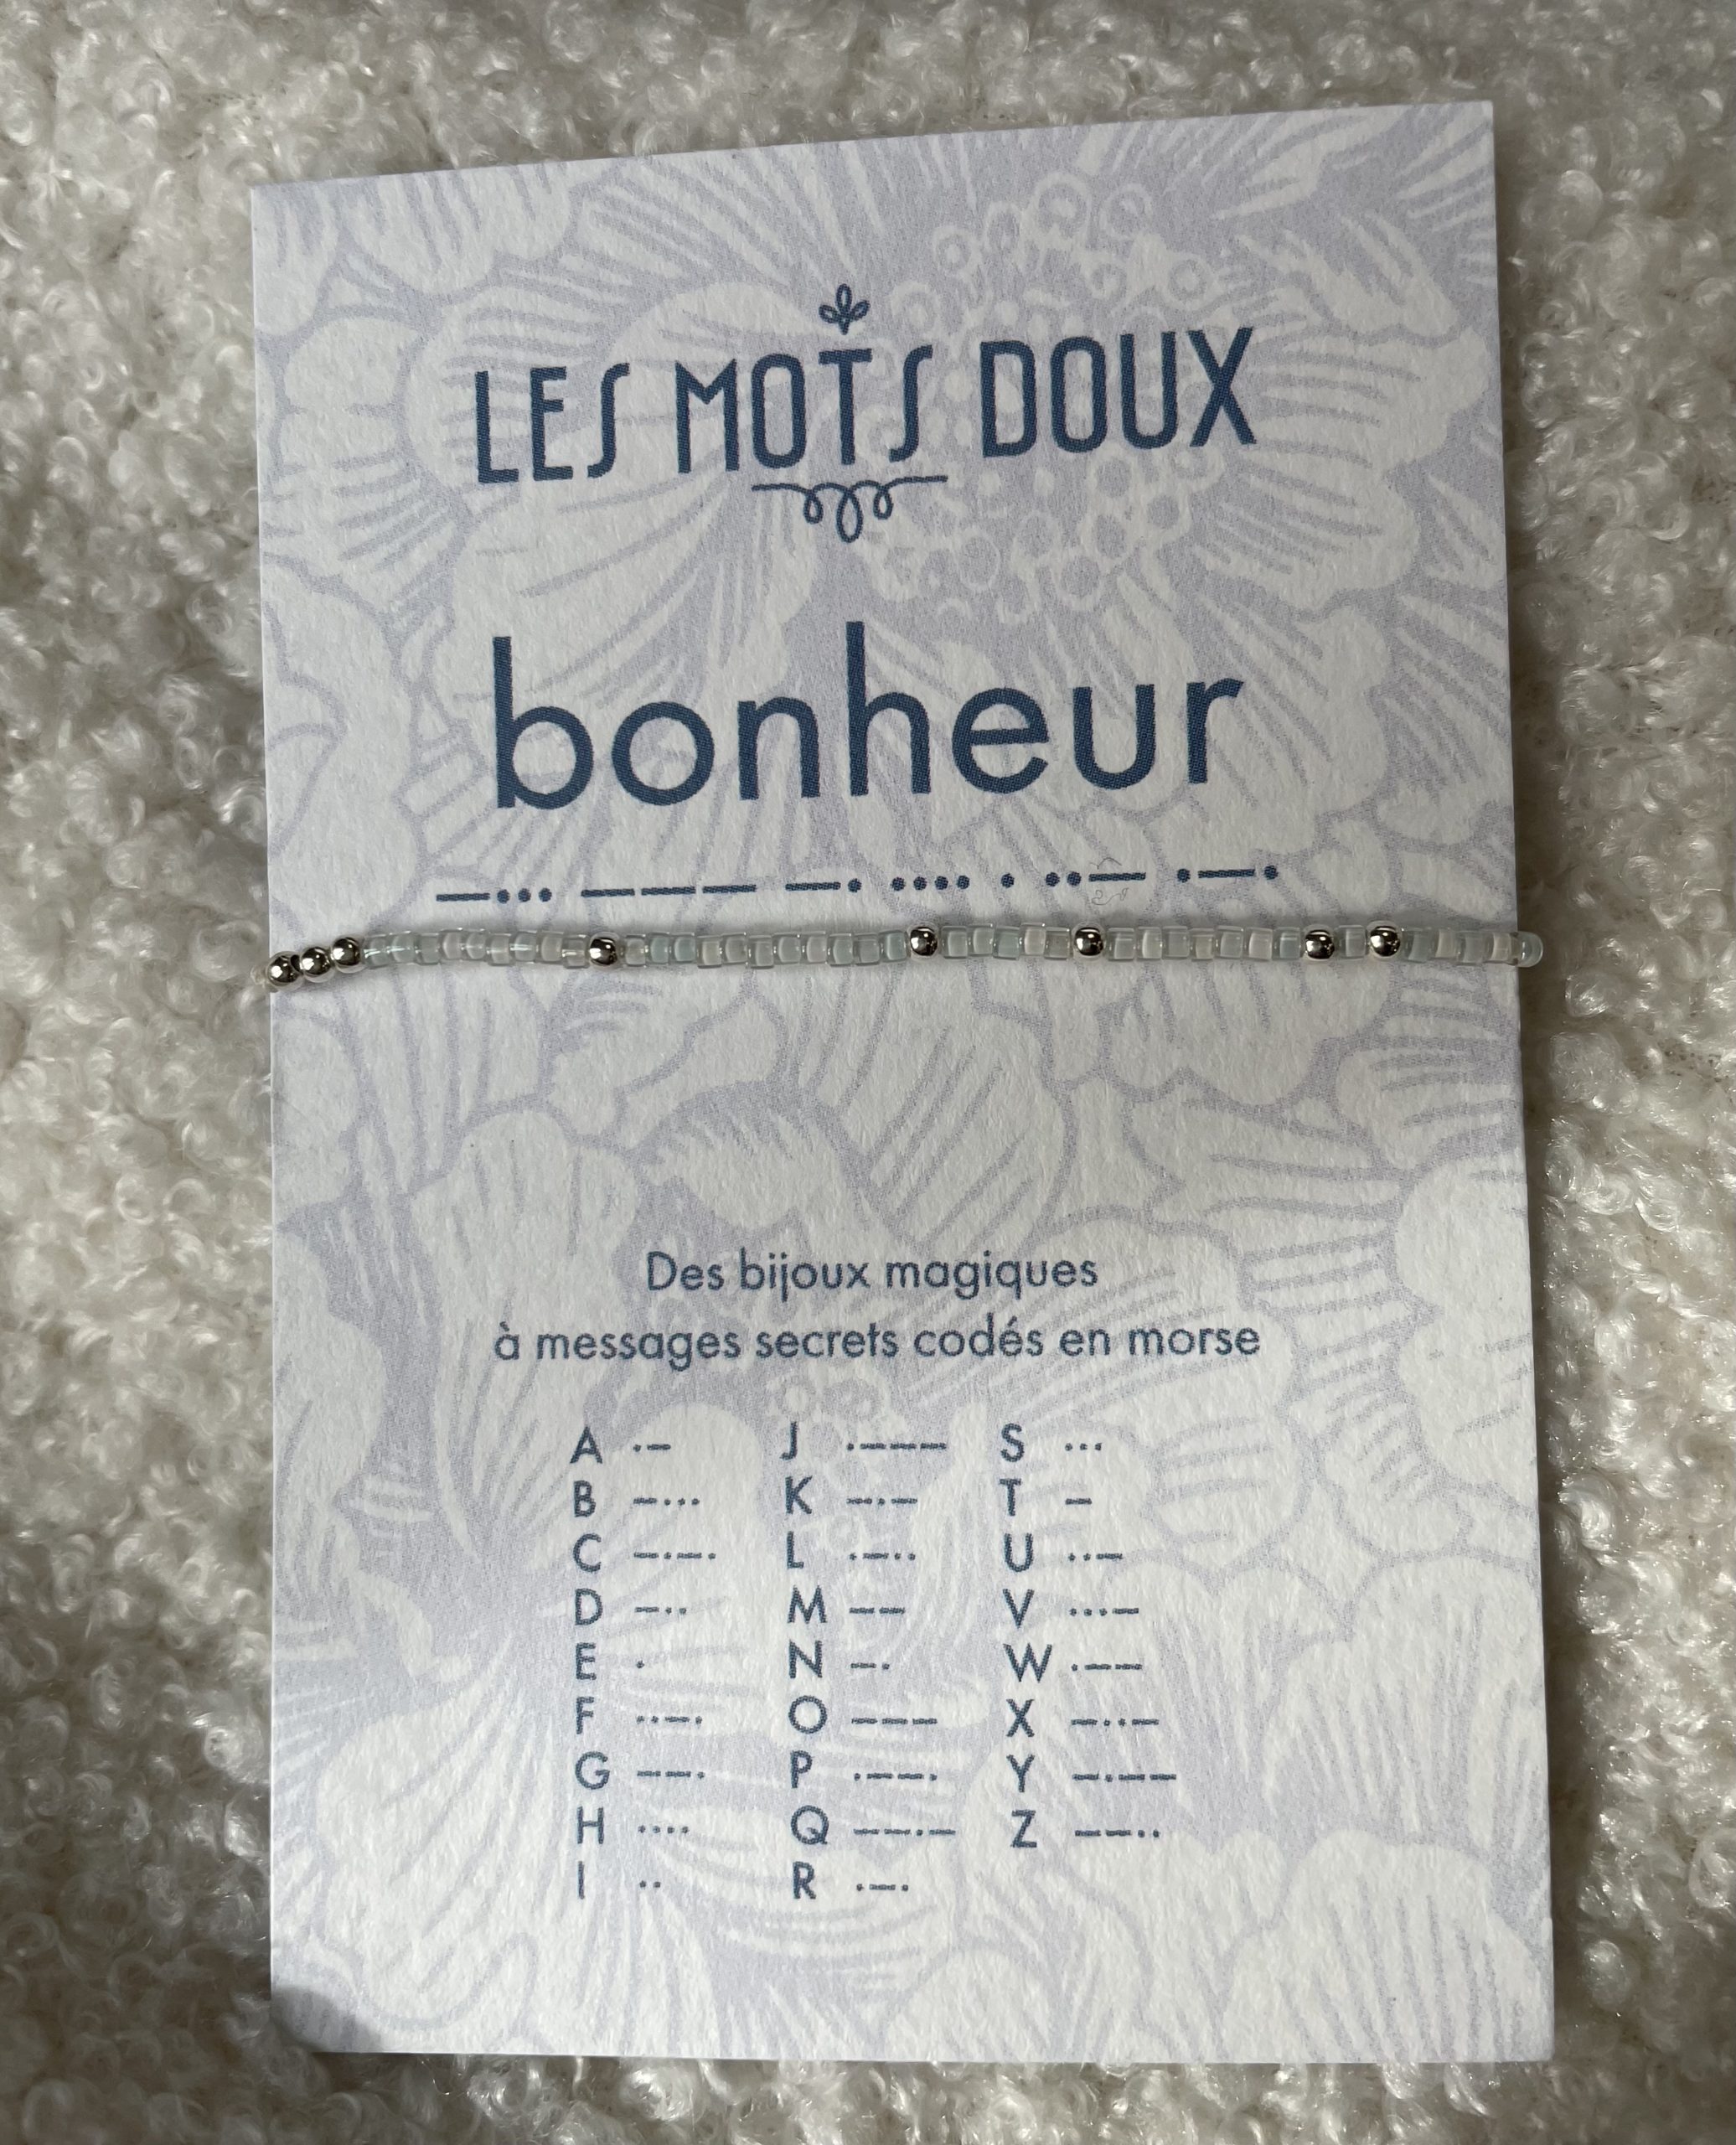 LES MOTS DOUX
bonheur
—••• ——— —• •••• • ••— •—•
Des bijoux magiques
à messages secrets codés en morse
A •— J •——— S •••
B —••• K —•— T —
C —•—• L •—•• U ••—
D —•• M —— V •••—
E • N —• W •——
F ••—• O ——— X —••—
G ——• P •——• Y —•——
H •••• Q ——•— Z ——••
I •• R •—•